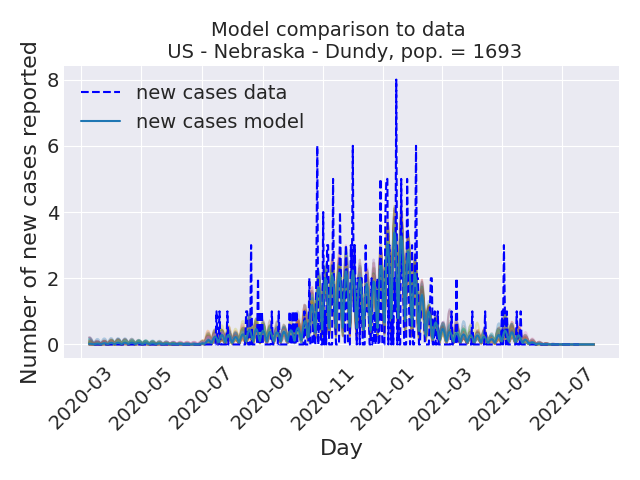 Model comparison to data
US - Nebraska - Dundy, pop. = 1693
Number of new cases reported
8
6
4
2
0
new cases data
new cases model
2020-03
2020-05
2020-07
2020-09
2020-11
2021-01
2021-03
2021-05
2021-07
Day